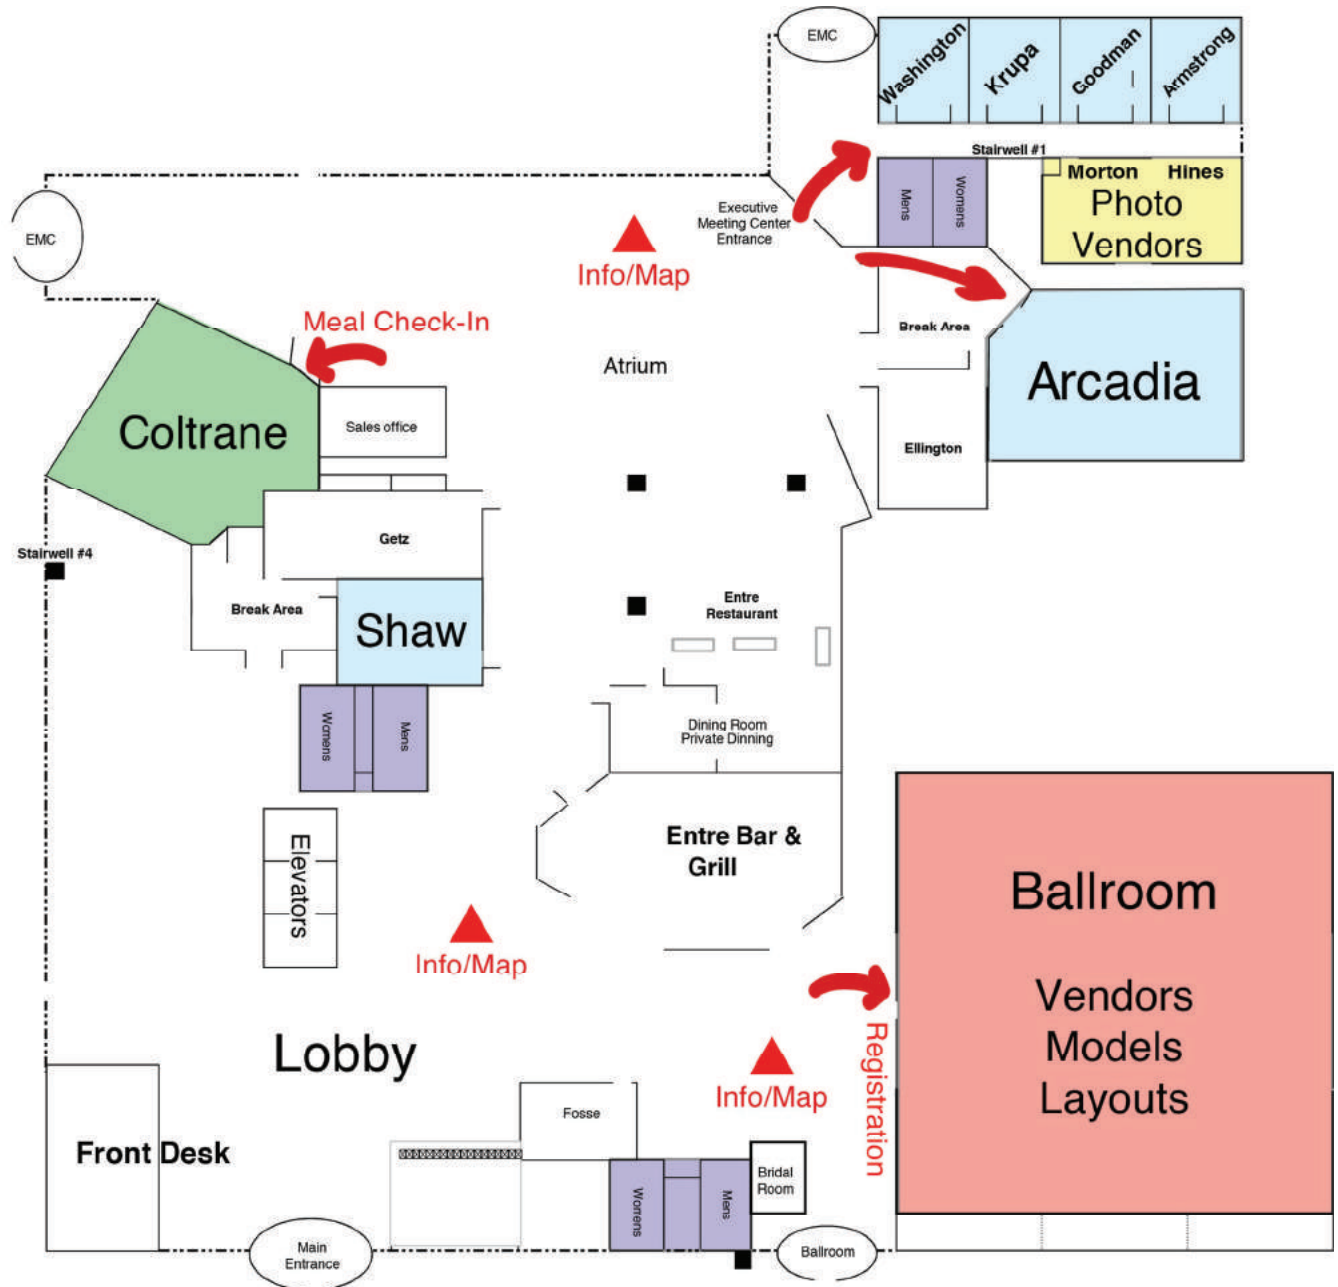 EMC
Washington
Krupa
Goodman
Armstrong
Stairwell #1
Mens
Womens
Morton Hines
Photo
Vendors
EMC
Executive
Meeting Center
Entrance
Info/Map
Meal Check-In
Break Area
Atrium
Arcadia
Coltrane
Sales office
Ellington
Getz
Stairwell #4
Break Area
Shaw
Entre
Restaurant
Womens
Mens
Dining Room
Private Dinning
Elevators
Entre Bar &
Grill
Ballroom
Vendors
Models
Layouts
Info/Map
Registration
Lobby
Info/Map
Fosse
Front Desk
Womens
Mens
Bridal
Room
Main
Entrance
Ballroom